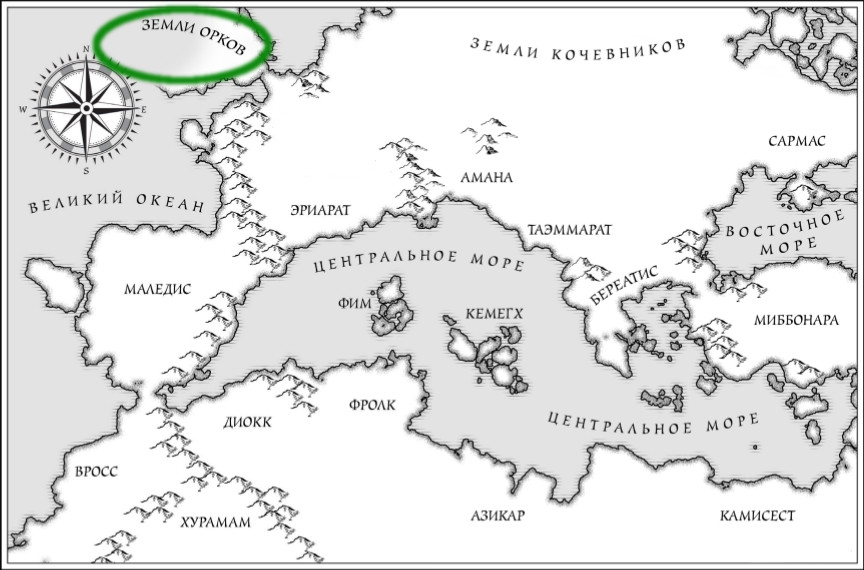 ЗЕМЛИ ОРКОВ
ЗЕМЛИ КОЧЕВНИКОВ
N
W
E
S
САРМАС
АМАНА
ВЕЛИКИЙ ОКЕАН
ЭРИАРАТ
ТАЭММАРАТ
ВОСТОЧНОЕ
МОРЕ
ЦЕНТРАЛЬНОЕ МОРЕ
МАЛЕДИС
БЕРЕАТИС
ФИМ
КЕМЕГХ
МИББОНАРА
ФРОЛК
ДИОКК
ЦЕНТРАЛЬНОЕ МОРЕ
ВРОСС
ХУРАМАМ
АЗИКАР
КАМИСЕСТ